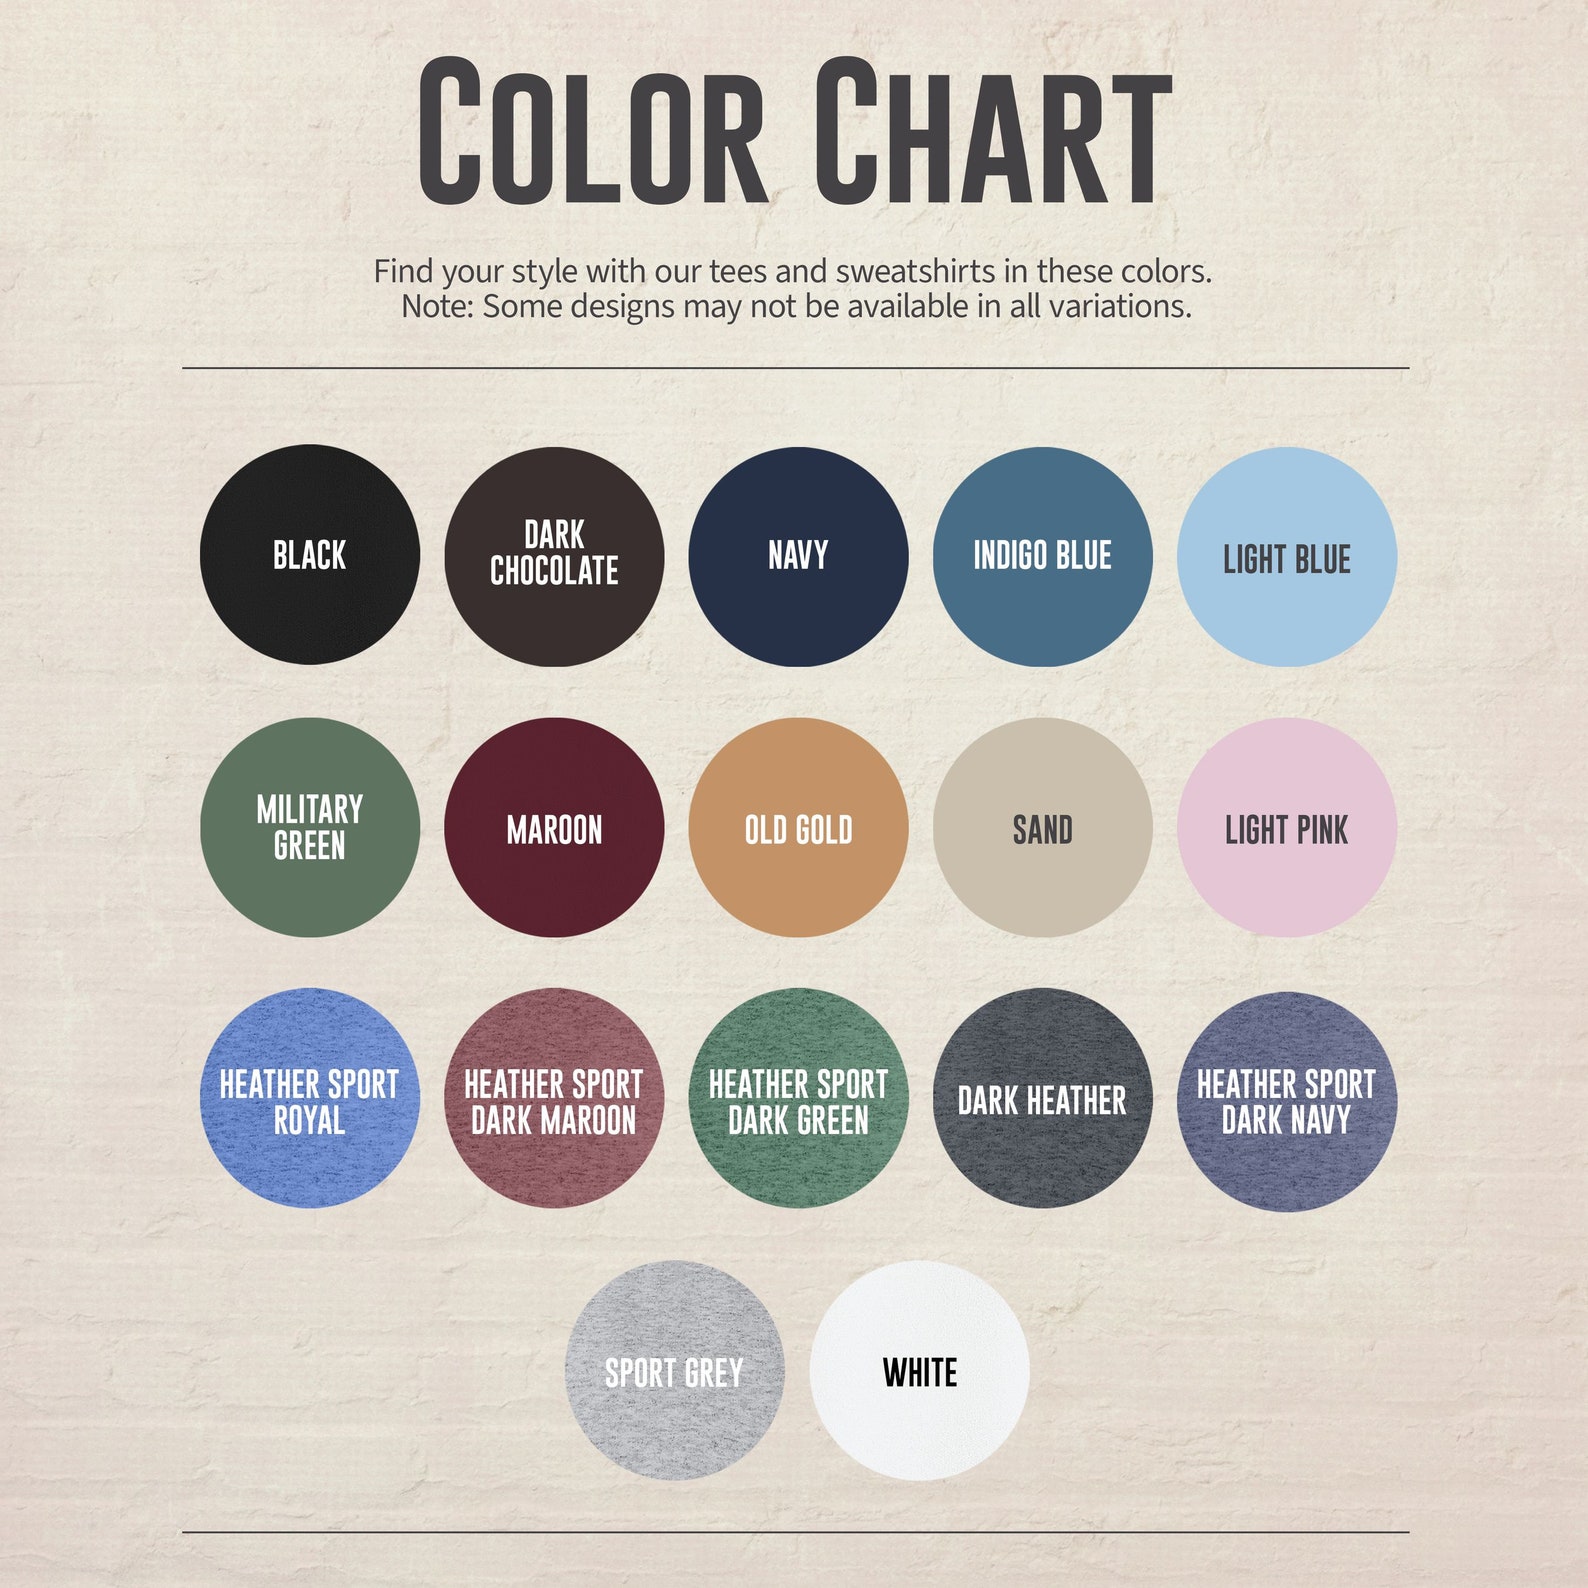 COLOR CHART
Find your style with our tees and sweatshirts in these colors.
Note: Some designs may not be available in all variations.
BLACK
DARK
CHOCOLATE
NAVY
INDIGO BLUE
LIGHT BLUE
MILITARY
GREEN
MAROON
OLD GOLD
SAND
LIGHT PINK
HEATHER SPORT
ROYAL
HEATHER SPORT
DARK MAROON
HEATHER SPORT
DARK GREEN
DARK HEATHER
HEATHER SPORT
DARK NAVY
SPORT GREY
WHITE